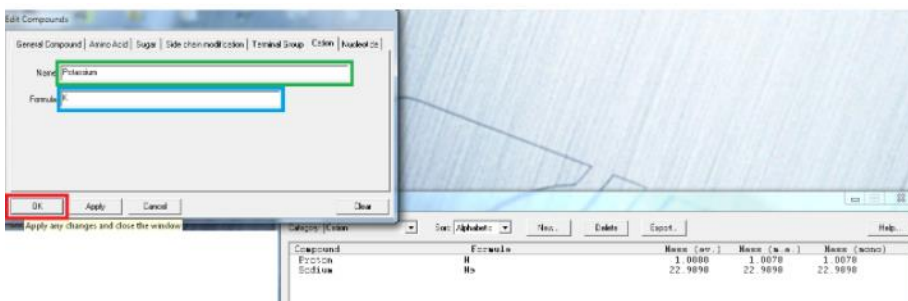 Edit Compounds
General Compound | Amino Acid | Sugar | Side chain modification | Terminal Group | Cation | Nucleotide
Name Potassium
Formula K
OK Apply Cancel Clear
Apply any changes and close the window
Category Cation Sort Alphabetic New.. Delete Export.. Help..
Compound Formula Mass (av.) Mass (m.a.) Mass (mono)
Proton H 1.0080 1.0078 1.0078
Sodium Na 22.9898 22.9898 22.9898